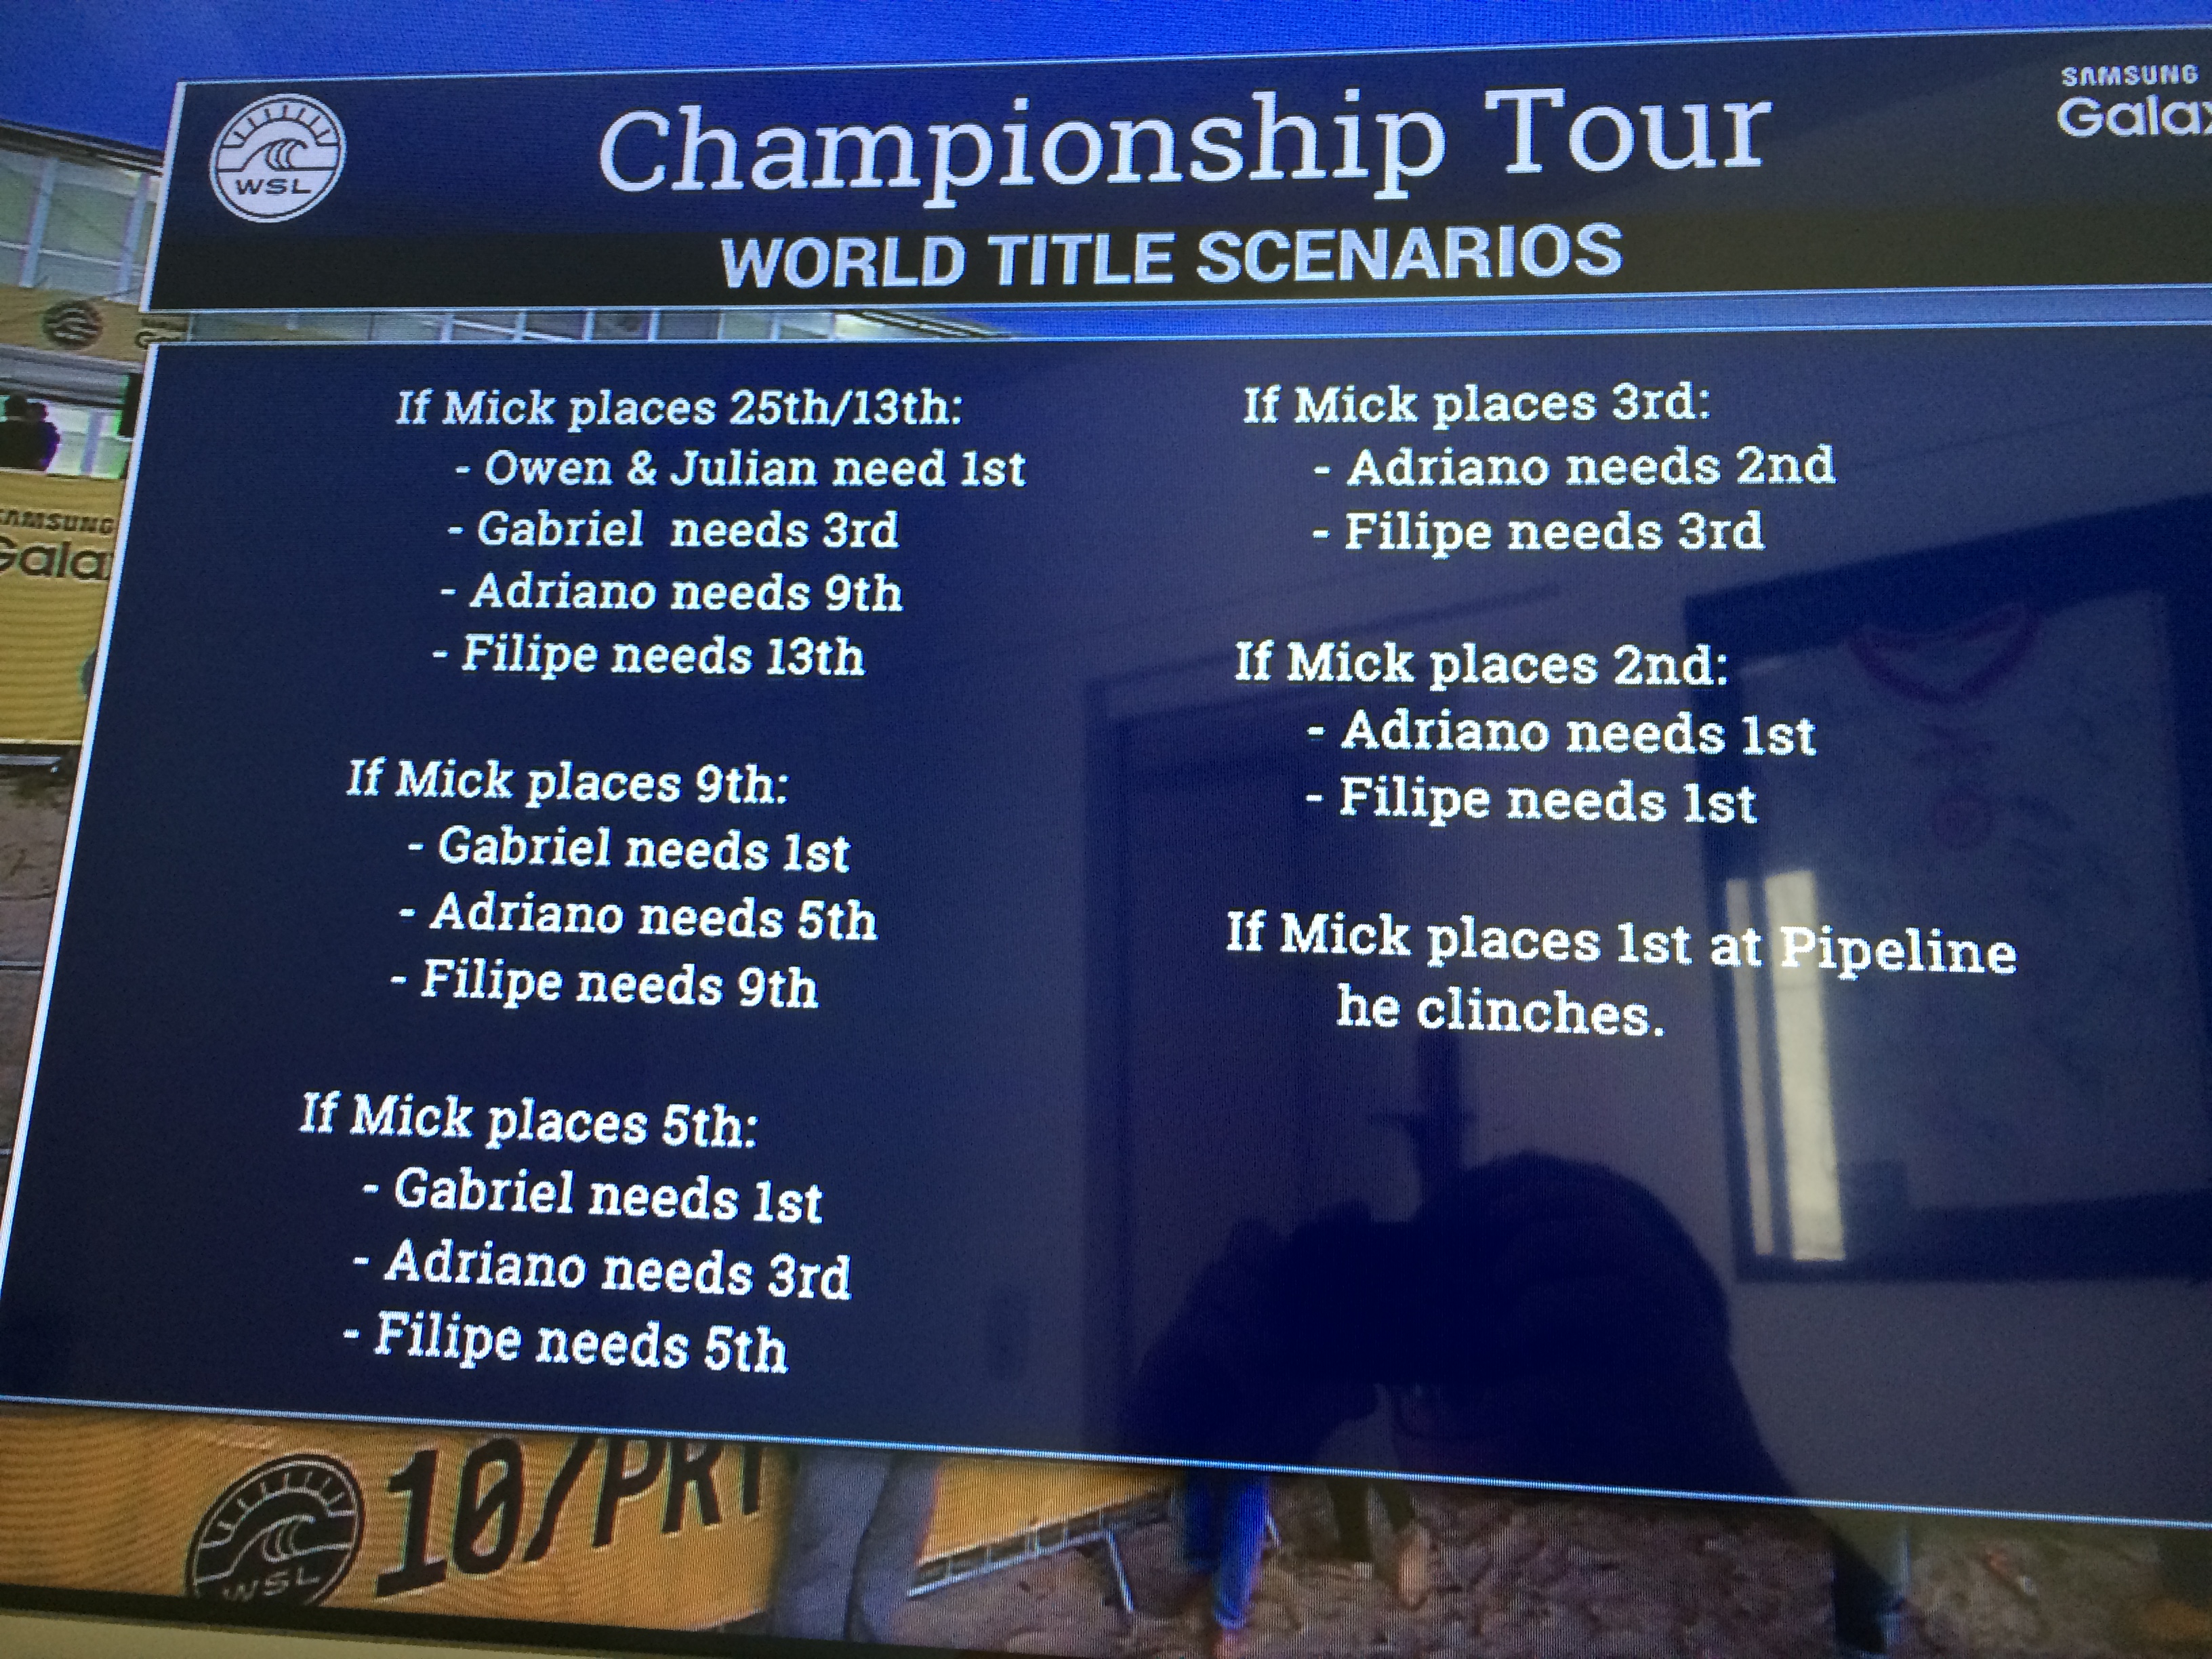 WSL
Championship Tour
SAMSUNG
WORLD TITLE SCENARIOS
If Mick places 25th/13th:
- Owen & Julian need 1st
- Gabriel needs 3rd
- Adriano needs 9th
- Filipe needs 13th
If Mick places 9th:
- Gabriel needs 1st
- Adriano needs 5th
- Filipe needs 9th
If Mick places 5th:
- Gabriel needs 1st
- Adriano needs 3rd
- Filipe needs 5th
If Mick places 3rd:
- Adriano needs 2nd
- Filipe needs 3rd
If Mick places 2nd:
- Adriano needs 1st
- Filipe needs 1st
If Mick places 1st at Pipeline
he clinches.
SAMSUNG
WSL
10/PRI